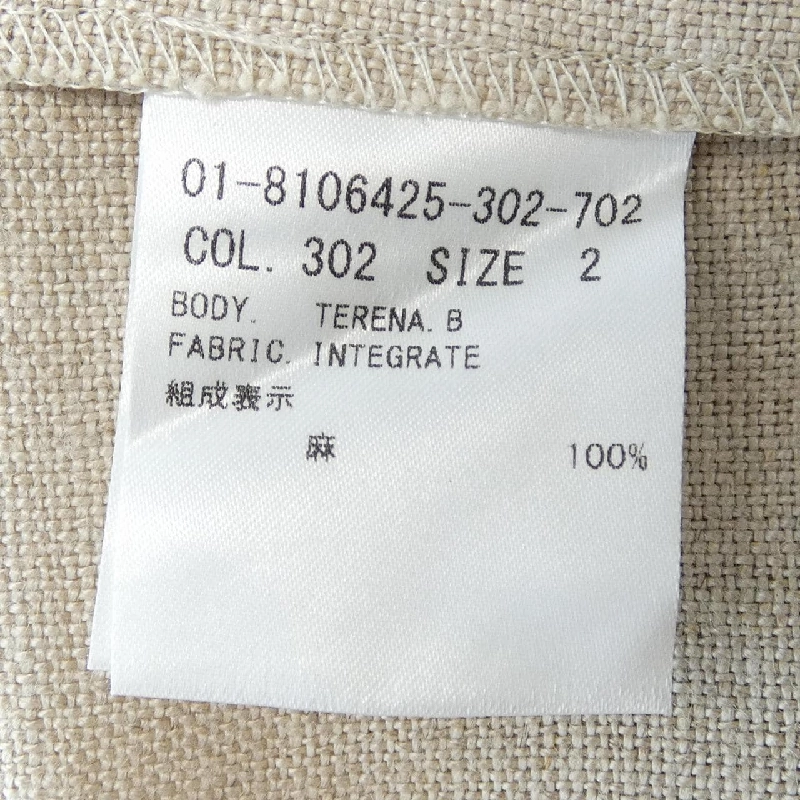 01-8106425-302-702
COL. 302 SIZE 2
BODY. TERENA. B
FABRIC. INTEGRATE
組成表示
麻 100%